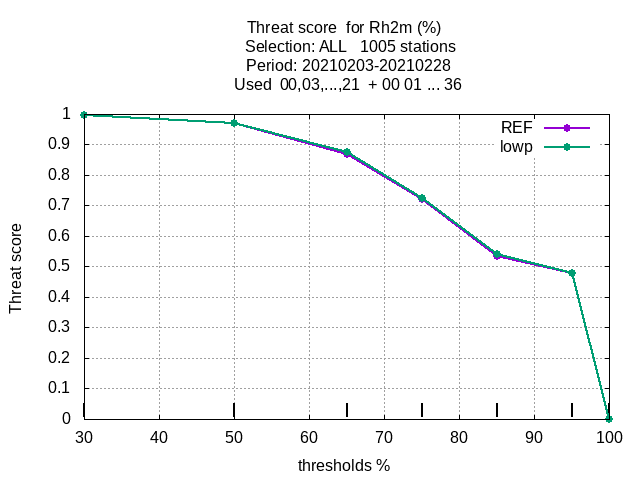 Threat score  for Rh2m (%)
Selection: ALL   1005 stations
Period: 20210203-20210228
Used  00,03,...,21  + 00 01 ... 36
REF
lowp
1
0.9
0.8
0.7
0.6
0.5
0.4
0.3
0.2
0.1
0
Threat score
30 40 50 60 70 80 90 100
thresholds %